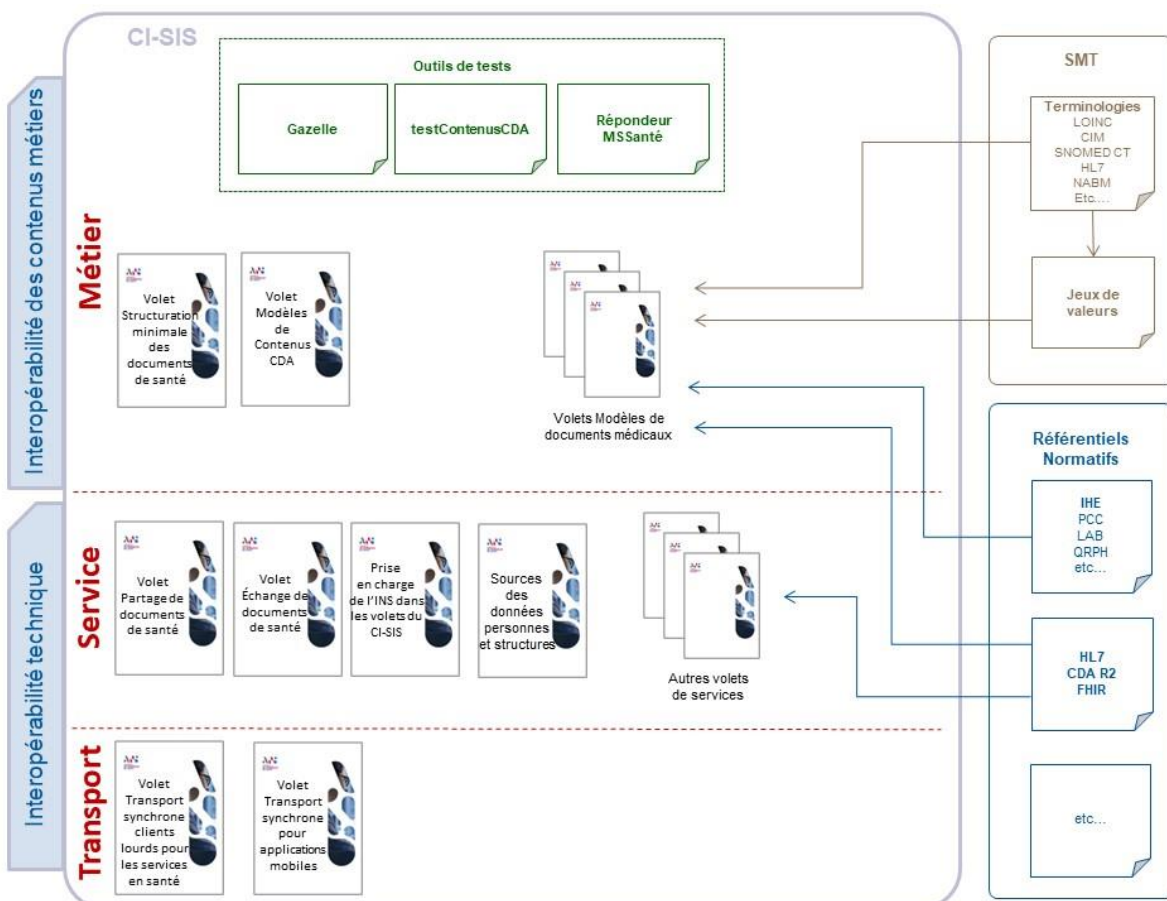 CI-SIS
Interopérabilité des contenus métiers
Métier
Outils de tests
Gazelle
testContenusCDA
Répondeur
MSSanté
Volet
Structuration
minimale
des
documents
de santé
Volet
Modèles
de
Contenus
CDA
Volets Modèles de
documents médicaux
SMT
Terminologies
LOINC
CIM
SNOMED CT
HL7
NABM
Etc....
Jeux de
valeurs
Interopérabilité technique
Service
Volet
Partage de
documents
de santé
Volet
Échange de
documents
de santé
Prise
en charge
de l’INS dans
les volets du
CI-SIS
Sources
des
données
personnes
et structures
Autres volets
de services
Référentiels
Normatifs
IHE
PCC
LAB
QRPH
etc...
HL7
CDA R2
FHIR
etc...
Transport
Volet
Transport
synchrone
clients
lourds pour
les services
en santé
Volet
Transport
synchrone
pour
applications
mobiles